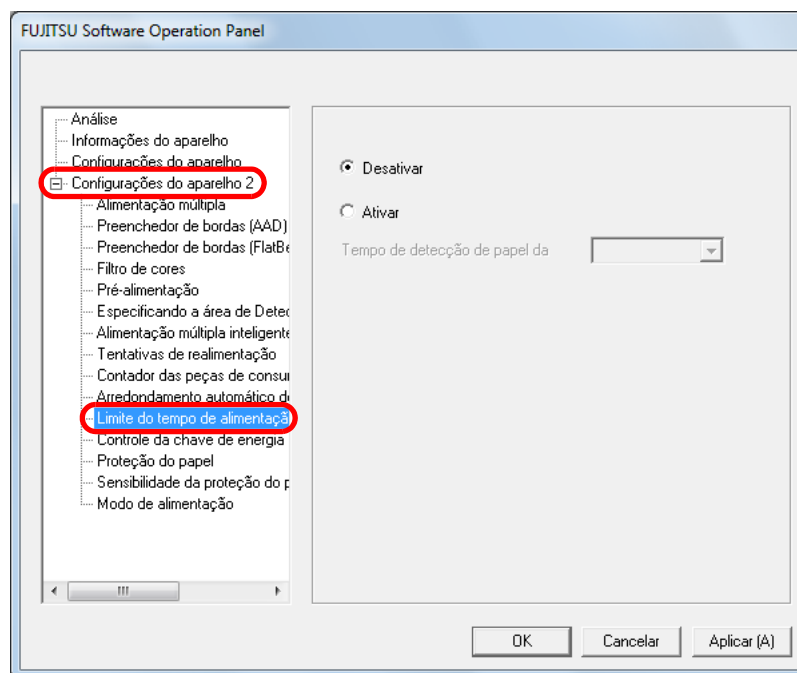 FUJITSU Software Operation Panel
Análise
Informações do aparelho
Configurações do aparelho
Configurações do aparelho 2
Alimentação múltipla
Preenchedor de bordas (AAD)
Preenchedor de bordas (FlatBe
Filtro de cores
Pré-alimentação
Especificando a área de Detec
Alimentação múltipla inteligente
Tentativas de realimentação
Contador das peças de consu
Arredondamento automático d
Limite do tempo de alimentaçã
Controle da chave de energia
Proteção do papel
Sensibilidade da proteção do p
Modo de alimentação
Desativar
Ativar
Tempo de detecção de papel da
OK
Cancelar
Aplicar (A)